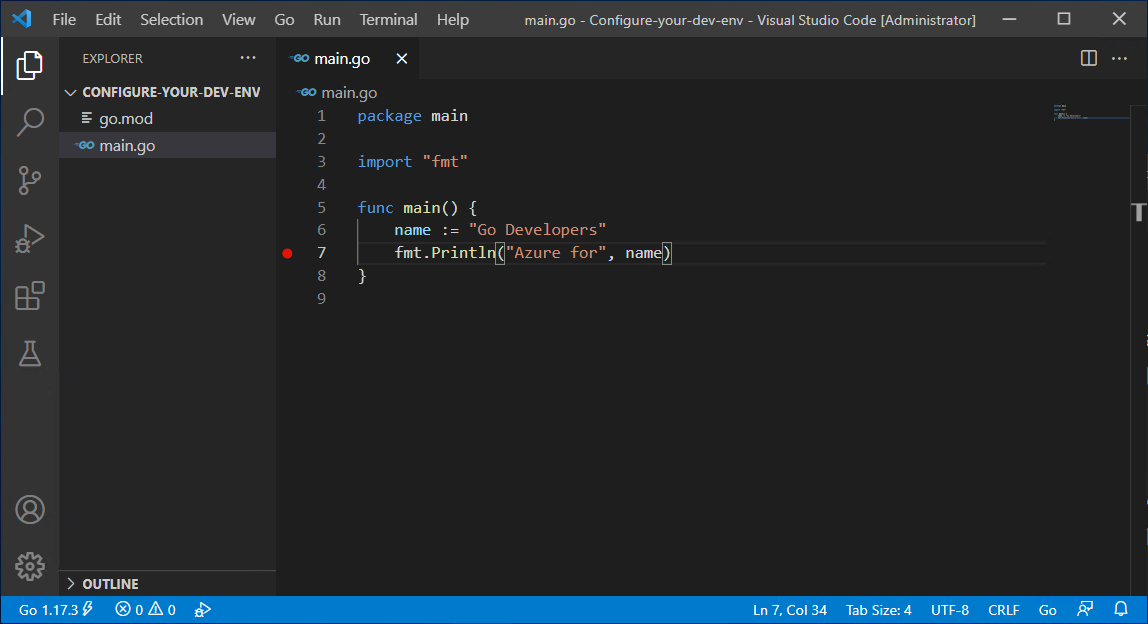 File Edit Selection View Go Run Terminal Help main.go - Configure-your-dev-env - Visual Studio Code [Administrator]
EXPLORER
CONFIGURE-YOUR-DEV-ENV
go.mod
GO main.go
OUTLINE
GO main.go
GO main.go
1 package main
2
3 import "fmt"
4
5 func main() {
6 name := "Go Developers"
7 fmt.Println("Azure for", name)
8 }
9
Go 1.17.3 0 0 Ln 7, Col 34 Tab Size: 4 UTF-8 CRLF Go